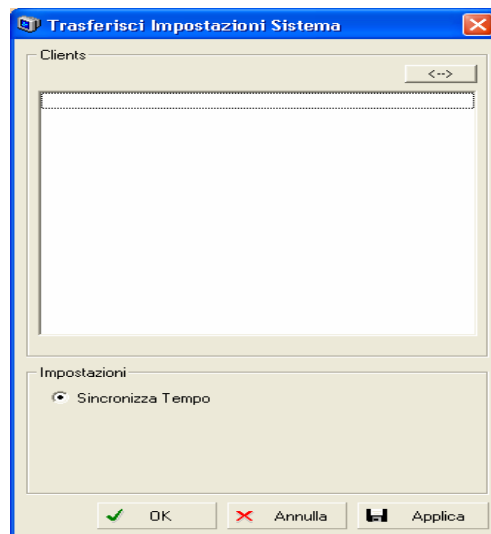 Trasferisci Impostazioni Sistema
Clients
<-->
Impostazioni
Sincronizza Tempo
OK Annulla Applica